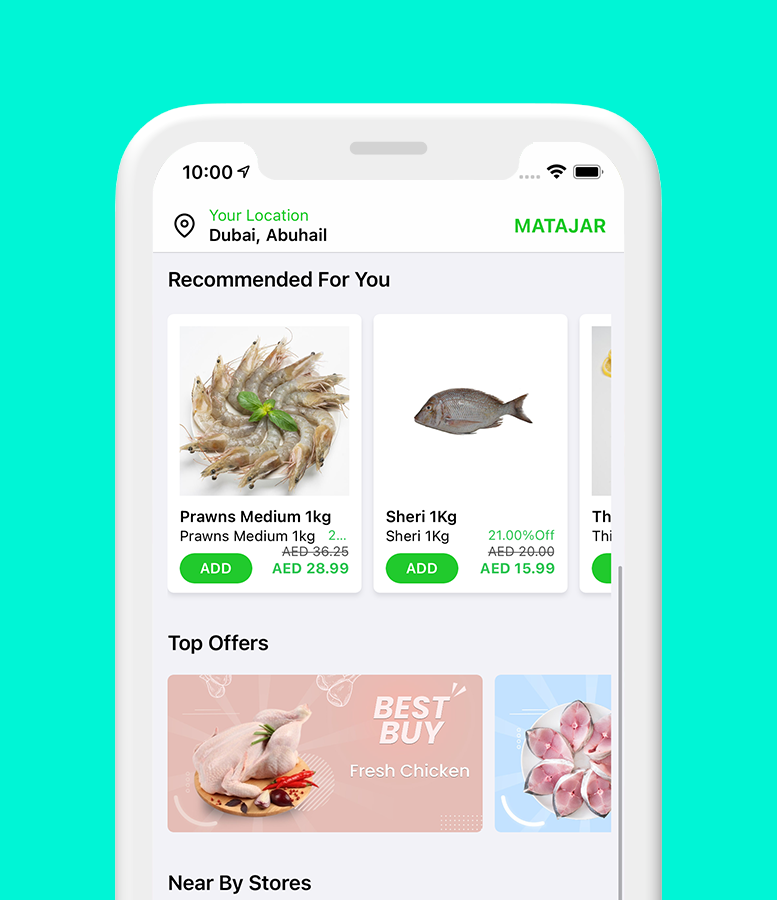 10:00
Your Location
Dubai, Abuhail
MATAJAR
Recommended For You
Prawns Medium 1kg
Prawns Medium 1kg 2...
AED 36.25
ADD
AED 28.99
Sheri 1Kg
Sheri 1Kg 21.00%Off
AED 20.00
ADD
AED 15.99
Th
Thi
Top Offers
BEST
BUY
Fresh Chicken
Near By Stores